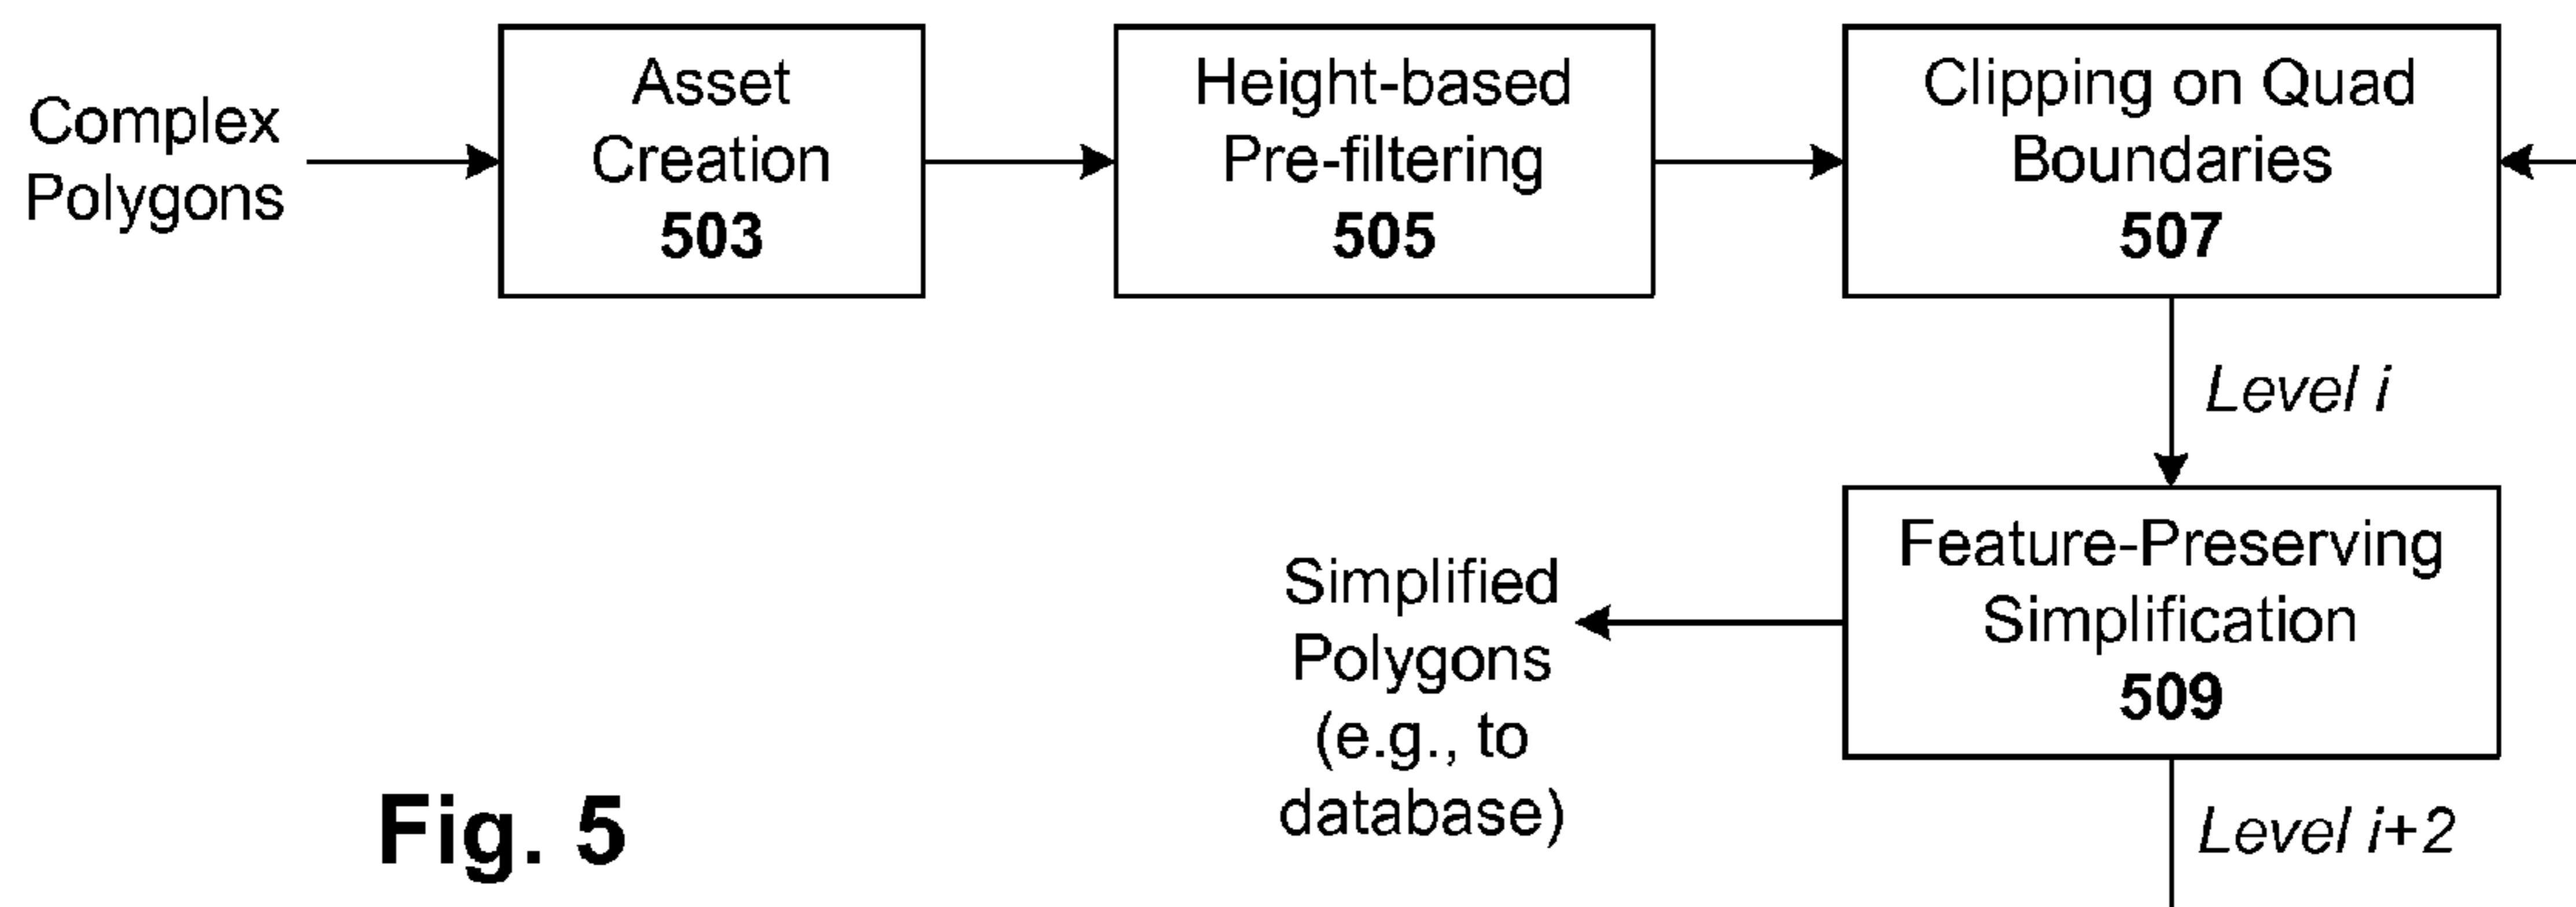 Complex
Polygons
Asset
Creation
503
Height-based
Pre-filtering
505
Clipping on Quad
Boundaries
507
Level i
Feature-Preserving
Simplification
509
Simplified
Polygons
(e.g., to
database)
Level i+2
Fig. 5